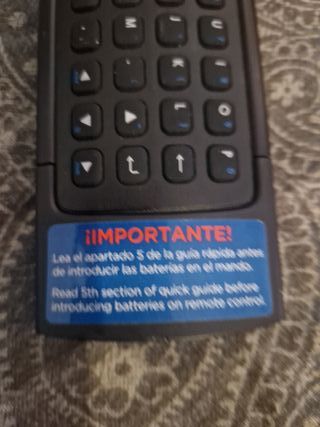 U J M
I K ,
O L
P
¡IMPORTANTE!
Lea el apartado 5 de la guía rápida antes
de introducir las baterías en el mando.
Read 5th section of quick guide before
introducing batteries on remote control.